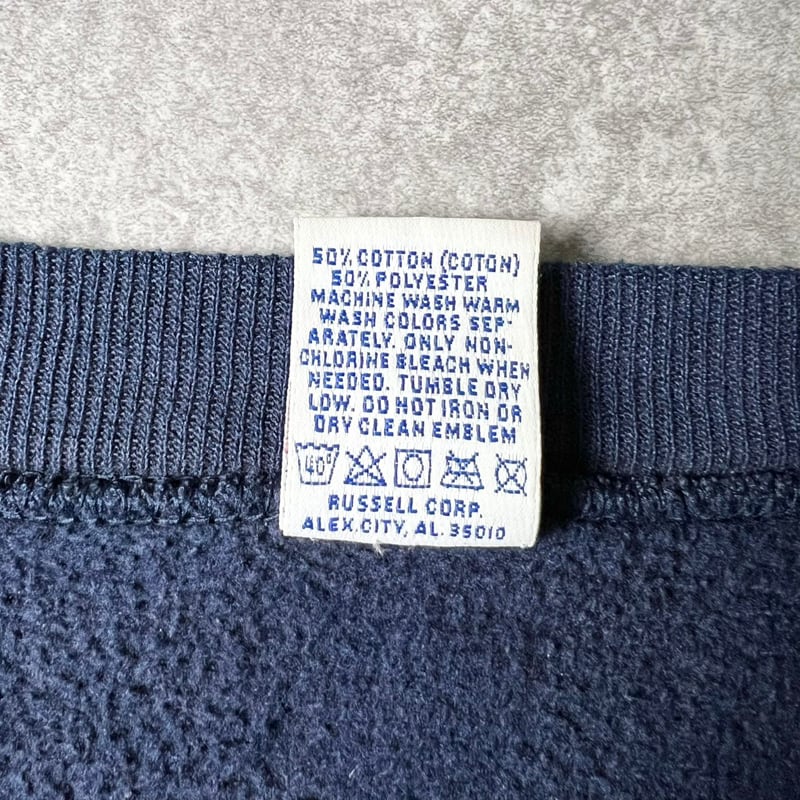 50% COTTON (COTON)
50% POLYESTER
MACHINE WASH WARM
WASH COLORS SEP-
ARATELY. ONLY NON-
CHLORINE BLEACH WHEN
NEEDED. TUMBLE DRY
LOW. DO NOT IRON OR
DRY CLEAN EMBLEM
40°
RUSSELL CORP.
ALEX.CITY, AL. 35010